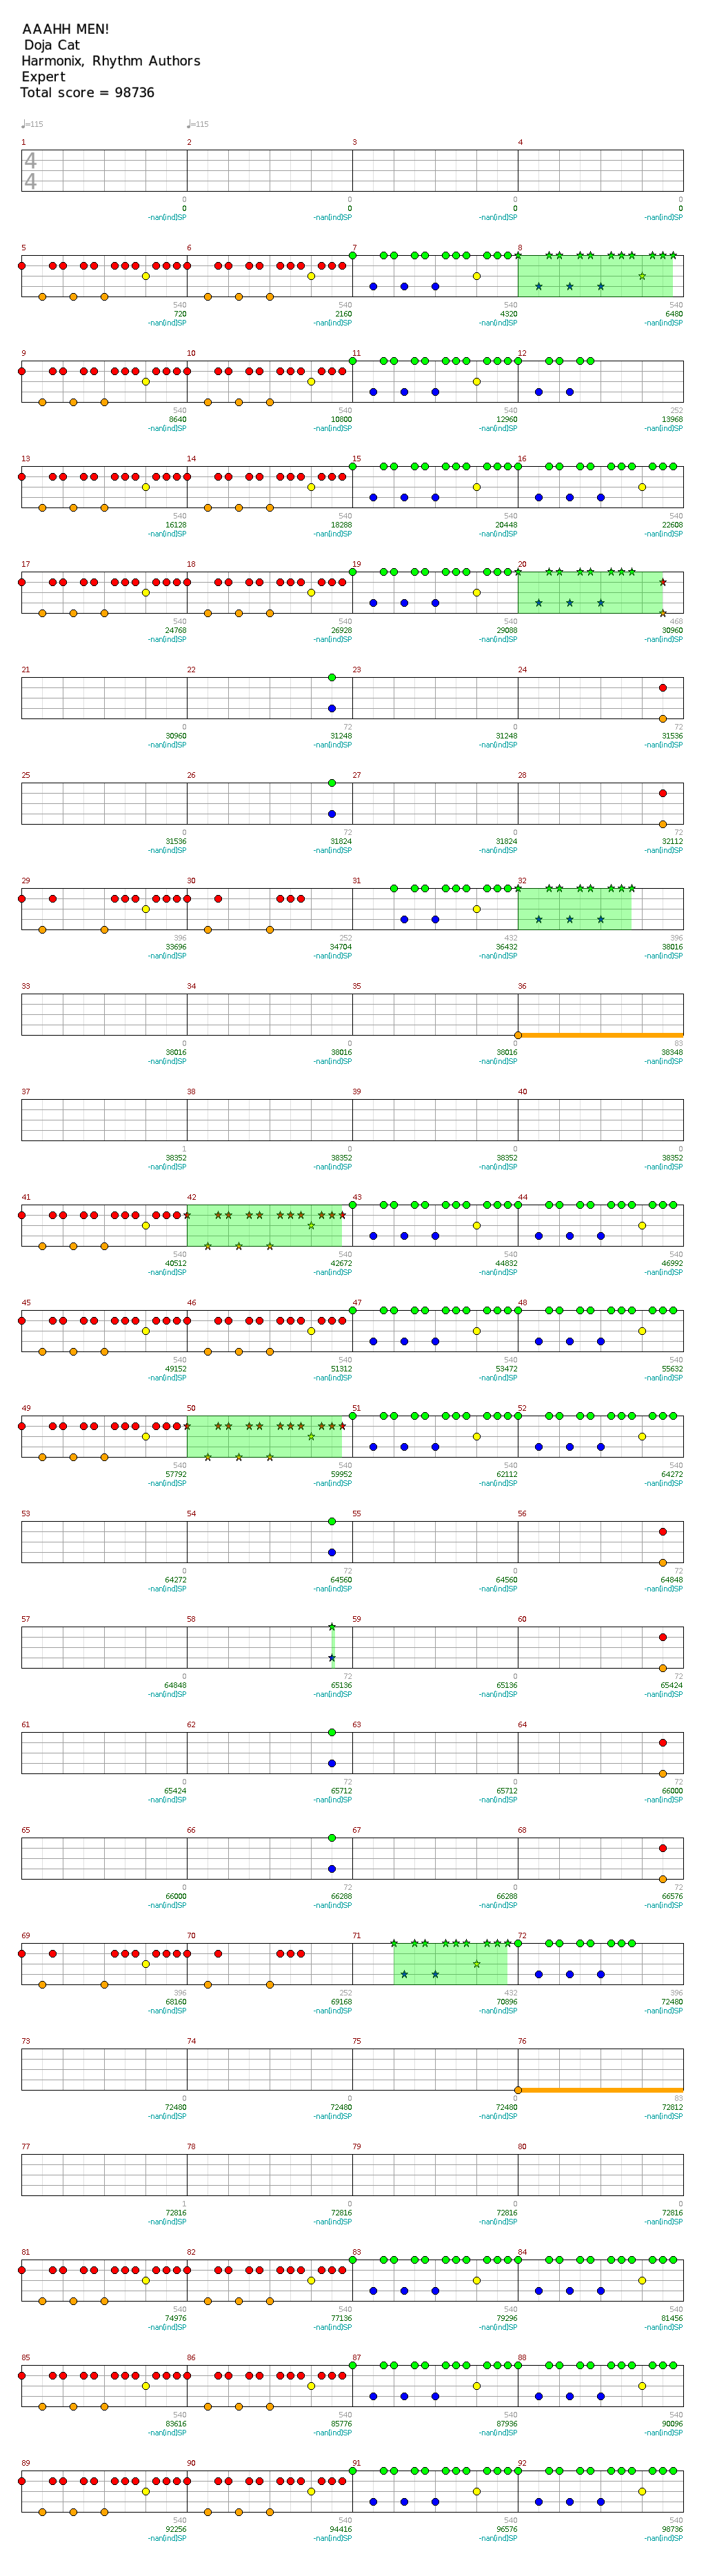 AAAHH MEN!
Doja Cat
Harmonix, Rhythm Authors
Expert
Total score = 98736
♩=115 ♩=115
1 2 3 4
4
4
0 0 0 0
0 0 0 0
-nan(ind)SP -nan(ind)SP -nan(ind)SP -nan(ind)SP
5 6 7 8
540 540 540 540
720 2160 4320 6480
-nan(ind)SP -nan(ind)SP -nan(ind)SP -nan(ind)SP
9 10 11 12
540 540 540 252
8640 10800 12960 13968
-nan(ind)SP -nan(ind)SP -nan(ind)SP -nan(ind)SP
13 14 15 16
540 540 540 540
16128 18288 20448 22608
-nan(ind)SP -nan(ind)SP -nan(ind)SP -nan(ind)SP
17 18 19 20
540 540 540 468
24768 26928 29088 30960
-nan(ind)SP -nan(ind)SP -nan(ind)SP -nan(ind)SP
21 22 23 24
0 72 0 72
30960 31248 31248 31536
-nan(ind)SP -nan(ind)SP -nan(ind)SP -nan(ind)SP
25 26 27 28
0 72 0 72
31536 31824 31824 32112
-nan(ind)SP -nan(ind)SP -nan(ind)SP -nan(ind)SP
29 30 31 32
396 252 432 396
33696 34704 36432 38016
-nan(ind)SP -nan(ind)SP -nan(ind)SP -nan(ind)SP
33 34 35 36
0 0 0 83
38016 38016 38016 38348
-nan(ind)SP -nan(ind)SP -nan(ind)SP -nan(ind)SP
37 38 39 40
1 0 0 0
38352 38352 38352 38352
-nan(ind)SP -nan(ind)SP -nan(ind)SP -nan(ind)SP
41 42 43 44
540 540 540 540
40512 42672 44832 46992
-nan(ind)SP -nan(ind)SP -nan(ind)SP -nan(ind)SP
45 46 47 48
540 540 540 540
49152 51312 53472 55632
-nan(ind)SP -nan(ind)SP -nan(ind)SP -nan(ind)SP
49 50 51 52
540 540 540 540
57792 59952 62112 64272
-nan(ind)SP -nan(ind)SP -nan(ind)SP -nan(ind)SP
53 54 55 56
0 72 0 72
64272 64560 64560 64848
-nan(ind)SP -nan(ind)SP -nan(ind)SP -nan(ind)SP
57 58 59 60
0 72 0 72
64848 65136 65136 65424
-nan(ind)SP -nan(ind)SP -nan(ind)SP -nan(ind)SP
61 62 63 64
0 72 0 72
65424 65712 65712 66000
-nan(ind)SP -nan(ind)SP -nan(ind)SP -nan(ind)SP
65 66 67 68
0 72 0 72
66000 66288 66288 66576
-nan(ind)SP -nan(ind)SP -nan(ind)SP -nan(ind)SP
69 70 71 72
396 252 432 396
68160 69168 70896 72480
-nan(ind)SP -nan(ind)SP -nan(ind)SP -nan(ind)SP
73 74 75 76
0 0 0 83
72480 72480 72480 72812
-nan(ind)SP -nan(ind)SP -nan(ind)SP -nan(ind)SP
77 78 79 80
1 0 0 0
72816 72816 72816 72816
-nan(ind)SP -nan(ind)SP -nan(ind)SP -nan(ind)SP
81 82 83 84
540 540 540 540
74976 77136 79296 81456
-nan(ind)SP -nan(ind)SP -nan(ind)SP -nan(ind)SP
85 86 87 88
540 540 540 540
83616 85776 87936 90096
-nan(ind)SP -nan(ind)SP -nan(ind)SP -nan(ind)SP
89 90 91 92
540 540 540 540
92256 94416 96576 98736
-nan(ind)SP -nan(ind)SP -nan(ind)SP -nan(ind)SP